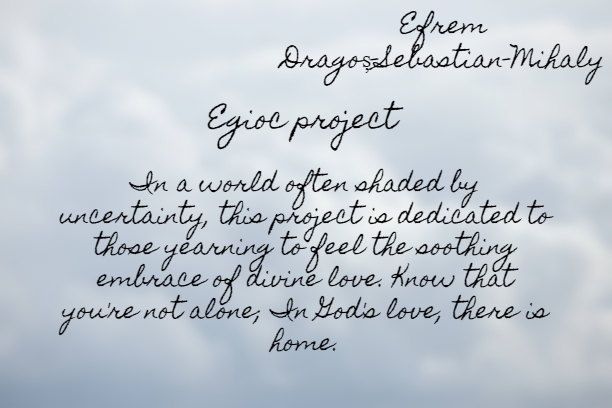 Efrem
Dragoș-Sebastian-Mihaly
Egioc project
In a world often shaded by
uncertainty, this project is dedicated to
those yearning to feel the soothing
embrace of divine love. Know that
you're not alone; In God's love, there is
home.